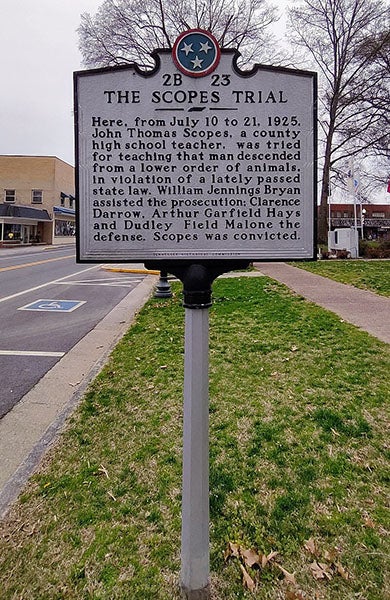 2B 23
THE SCOPES TRIAL
Here, from July 10 to 21, 1925,
John Thomas Scopes, a county
high school teacher, was tried
for teaching that man descended
from a lower order of animals,
in violation of a lately passed
state law. William Jennings Bryan
assisted the prosecution; Clarence
Darrow, Arthur Garfield Hays
and Dudley Field Malone the
defense. Scopes was convicted.
TENNESSEE HISTORICAL COMMISSION